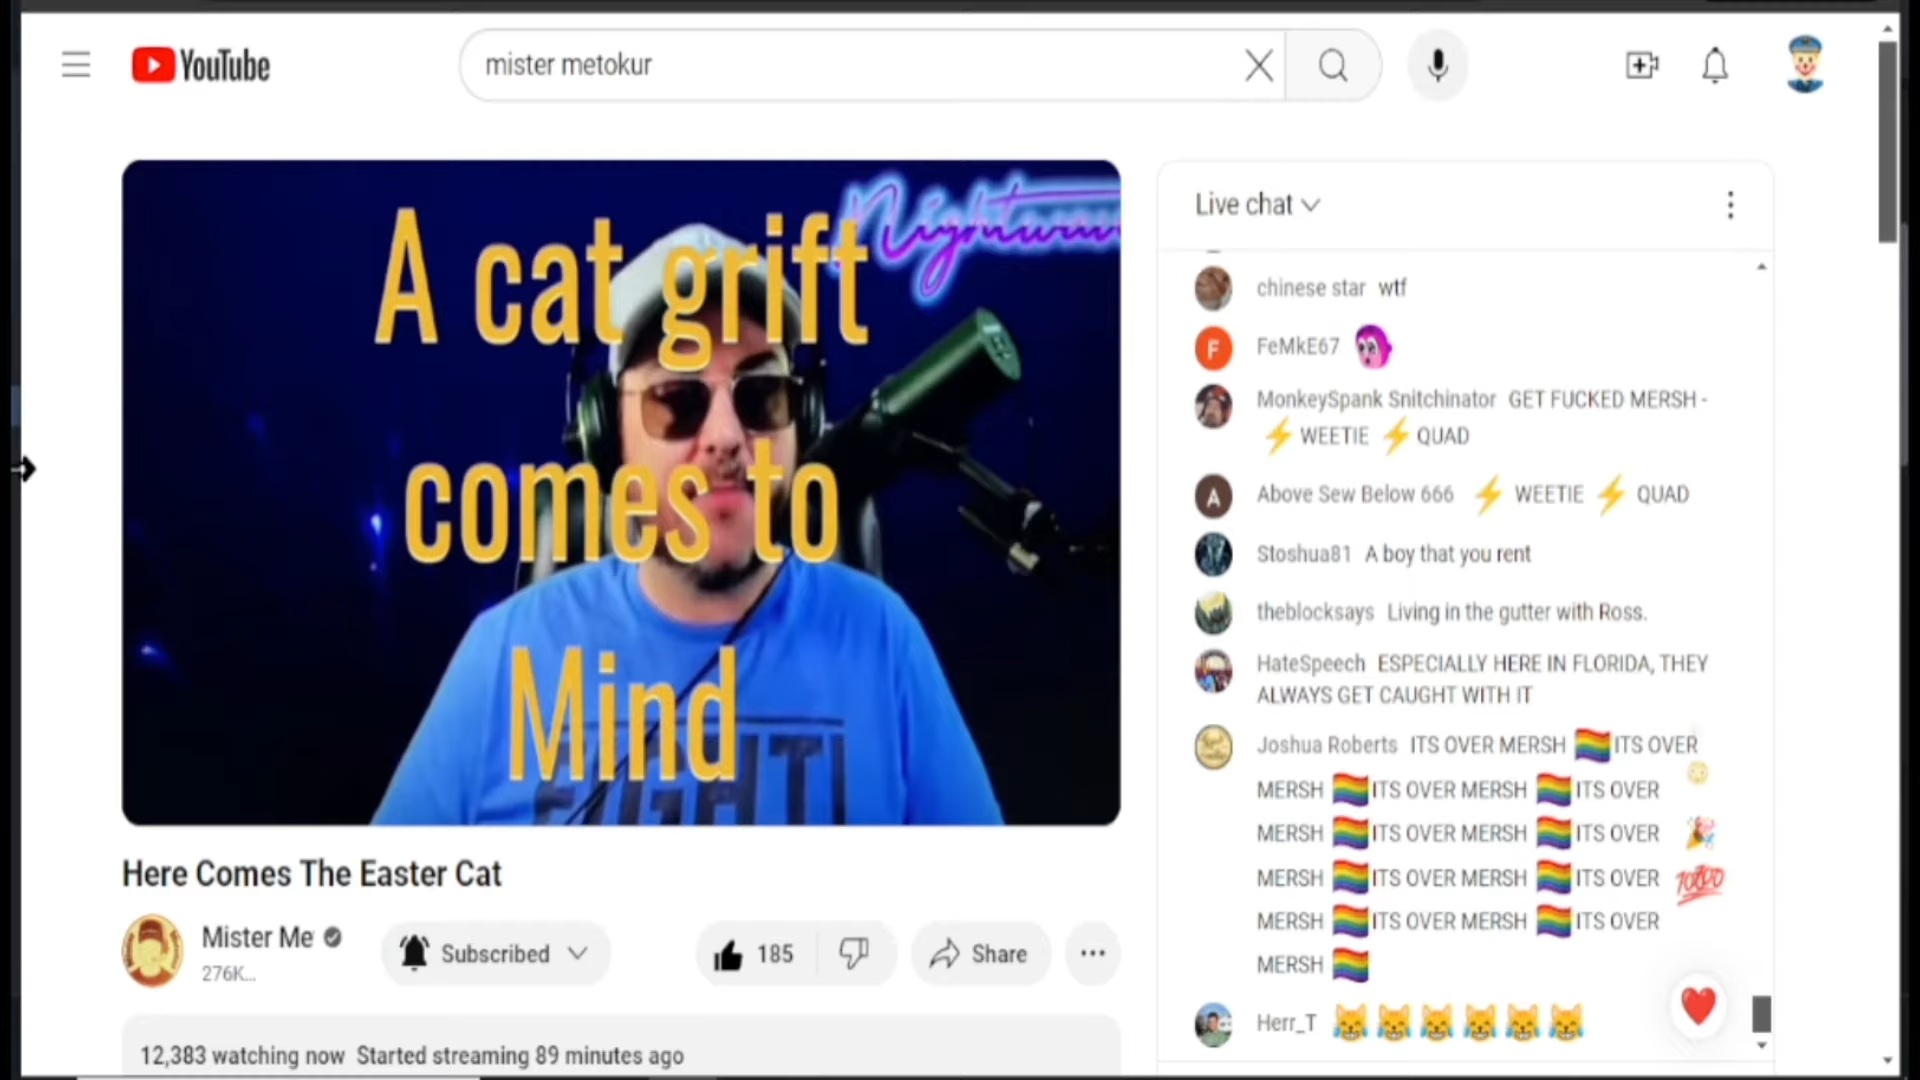 YouTube
mister metokur
Nightwav
A cat grift
comes to
Mind
Live chat
chinese star wtf
F
FeMkE67
MonkeySpank Snitchinator GET FUCKED MERSH -
⚡ WEETIE ⚡ QUAD
A
Above Sew Below 666 ⚡ WEETIE ⚡ QUAD
Stoshua81 A boy that you rent
theblocksays Living in the gutter with Ross.
HateSpeech ESPECIALLY HERE IN FLORIDA, THEY
ALWAYS GET CAUGHT WITH IT
Joshua Roberts ITS OVER MERSH 🏳️‍🌈 ITS OVER
MERSH 🏳️‍🌈 ITS OVER MERSH 🏳️‍🌈 ITS OVER
MERSH 🏳️‍🌈 ITS OVER MERSH 🏳️‍🌈 ITS OVER
MERSH 🏳️‍🌈 ITS OVER MERSH 🏳️‍🌈 ITS OVER
MERSH 🏳️‍🌈 ITS OVER MERSH 🏳️‍🌈 ITS OVER
MERSH 🏳️‍🌈
Herr_T 😹😹😹😹😹😹
Here Comes The Easter Cat
Mister Me
276K...
Subscribed
185
Share
12,383 watching now Started streaming 89 minutes ago